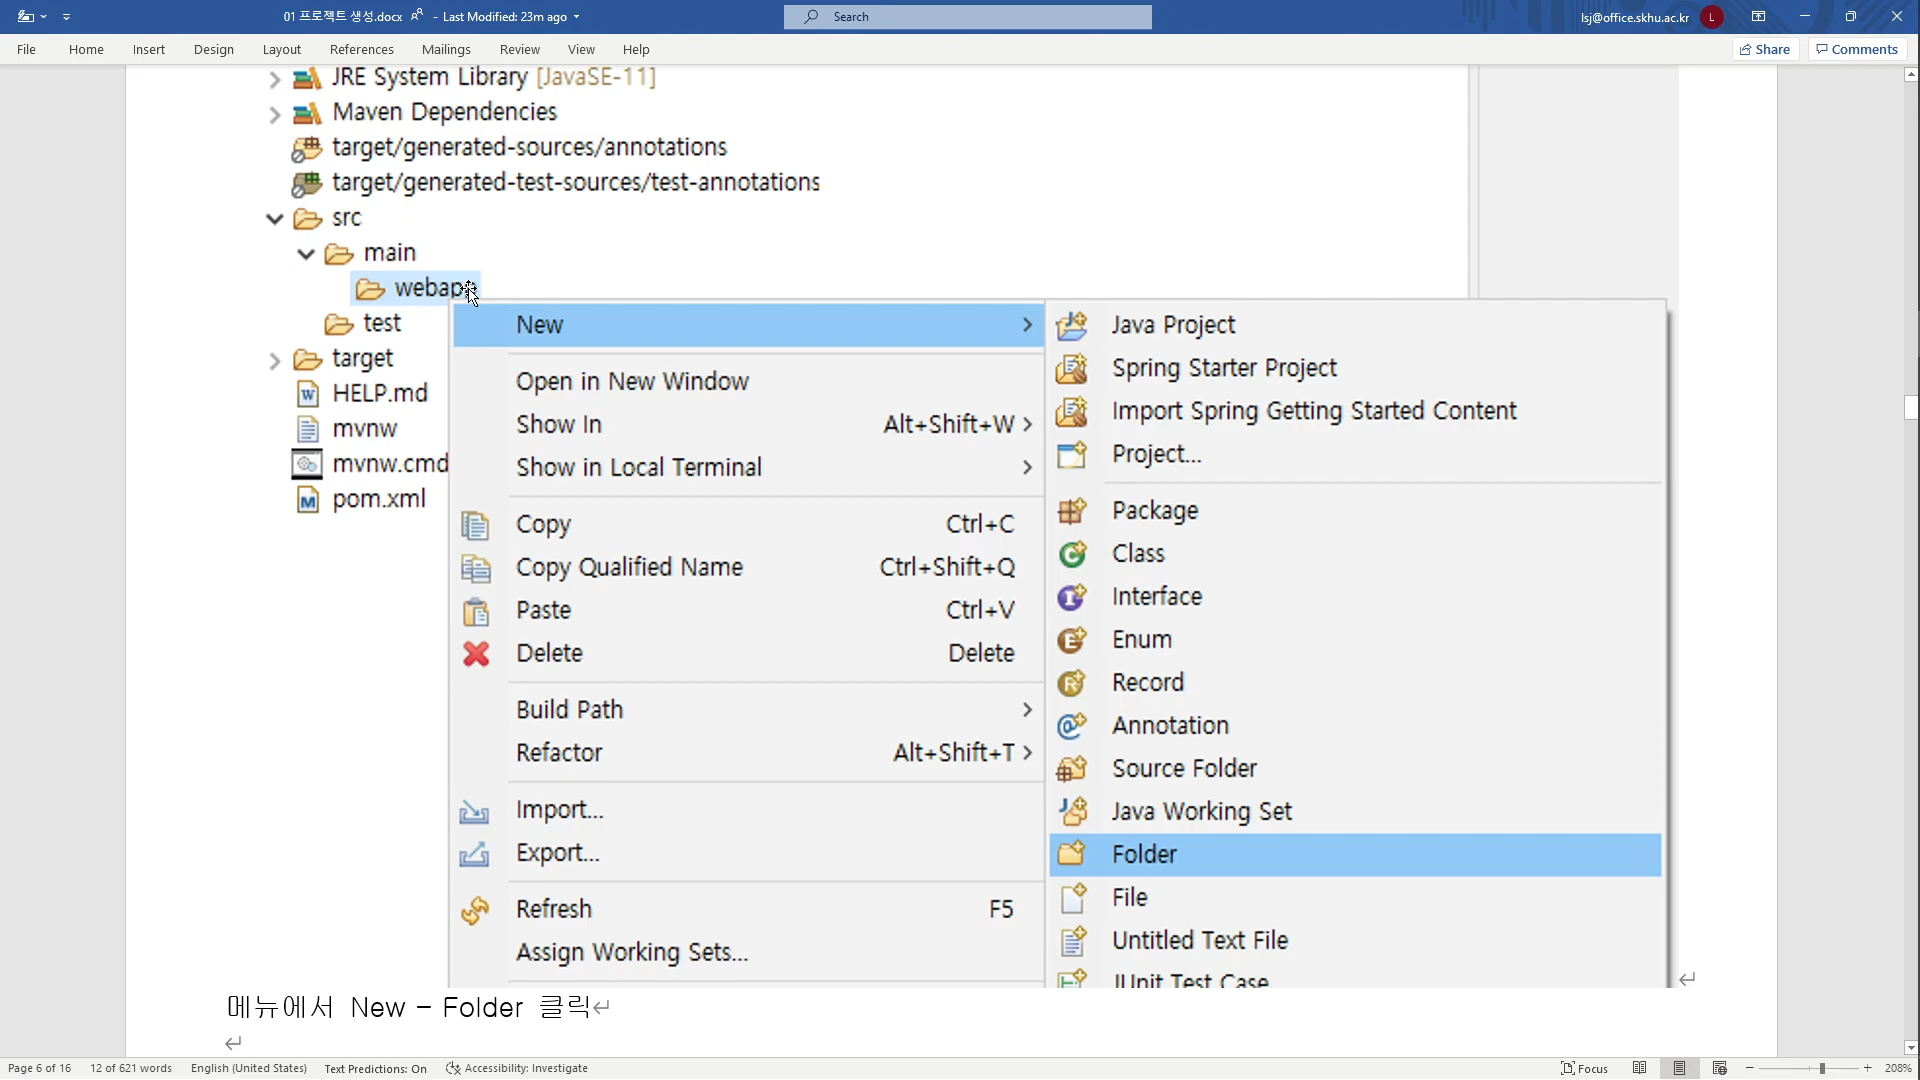 01 프로젝트 생성.docx - Last Modified: 23m ago
Search
lsj@office.skhu.ac.kr L
File Home Insert Design Layout References Mailings Review View Help
Share Comments
JRE System Library [JavaSE-11]
Maven Dependencies
target/generated-sources/annotations
target/generated-test-sources/test-annotations
src
main
webapp
test
target
HELP.md
mvnw
mvnw.cmd
pom.xml
New
Open in New Window
Show In Alt+Shift+W
Show in Local Terminal
Copy Ctrl+C
Copy Qualified Name Ctrl+Shift+Q
Paste Ctrl+V
Delete Delete
Build Path
Refactor Alt+Shift+T
Import...
Export...
Refresh F5
Assign Working Sets...
Java Project
Spring Starter Project
Import Spring Getting Started Content
Project...
Package
Class
Interface
Enum
Record
Annotation
Source Folder
Java Working Set
Folder
File
Untitled Text File
JUnit Test Case
메뉴에서 New - Folder 클릭
Page 6 of 16 12 of 621 words English (United States) Text Predictions: On Accessibility: Investigate Focus 208%